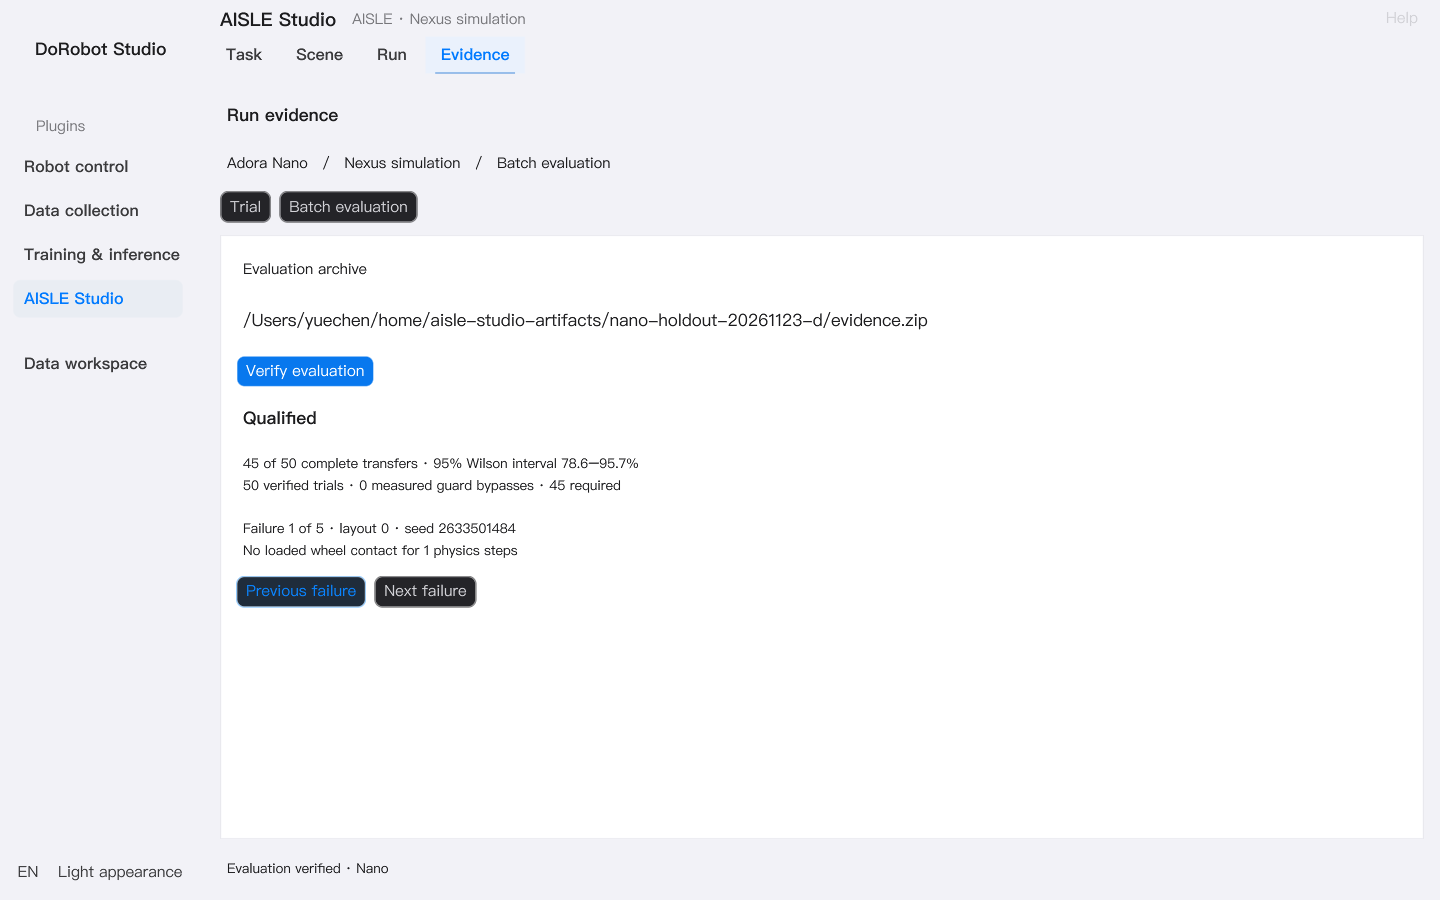 AISLE Studio AISLE · Nexus simulation
Help
DoRobot Studio
Task Scene Run Evidence
Plugins
Robot control
Data collection
Training & inference
AISLE Studio
Data workspace
Run evidence
Adora Nano / Nexus simulation / Batch evaluation
Trial Batch evaluation
Evaluation archive
/Users/yuechen/home/aisle-studio-artifacts/nano-holdout-20261123-d/evidence.zip
Verify evaluation
Qualified
45 of 50 complete transfers · 95% Wilson interval 78.6—95.7%
50 verified trials · 0 measured guard bypasses · 45 required
Failure 1 of 5 · layout 0 · seed 2633501484
No loaded wheel contact for 1 physics steps
Previous failure Next failure
EN Light appearance
Evaluation verified · Nano